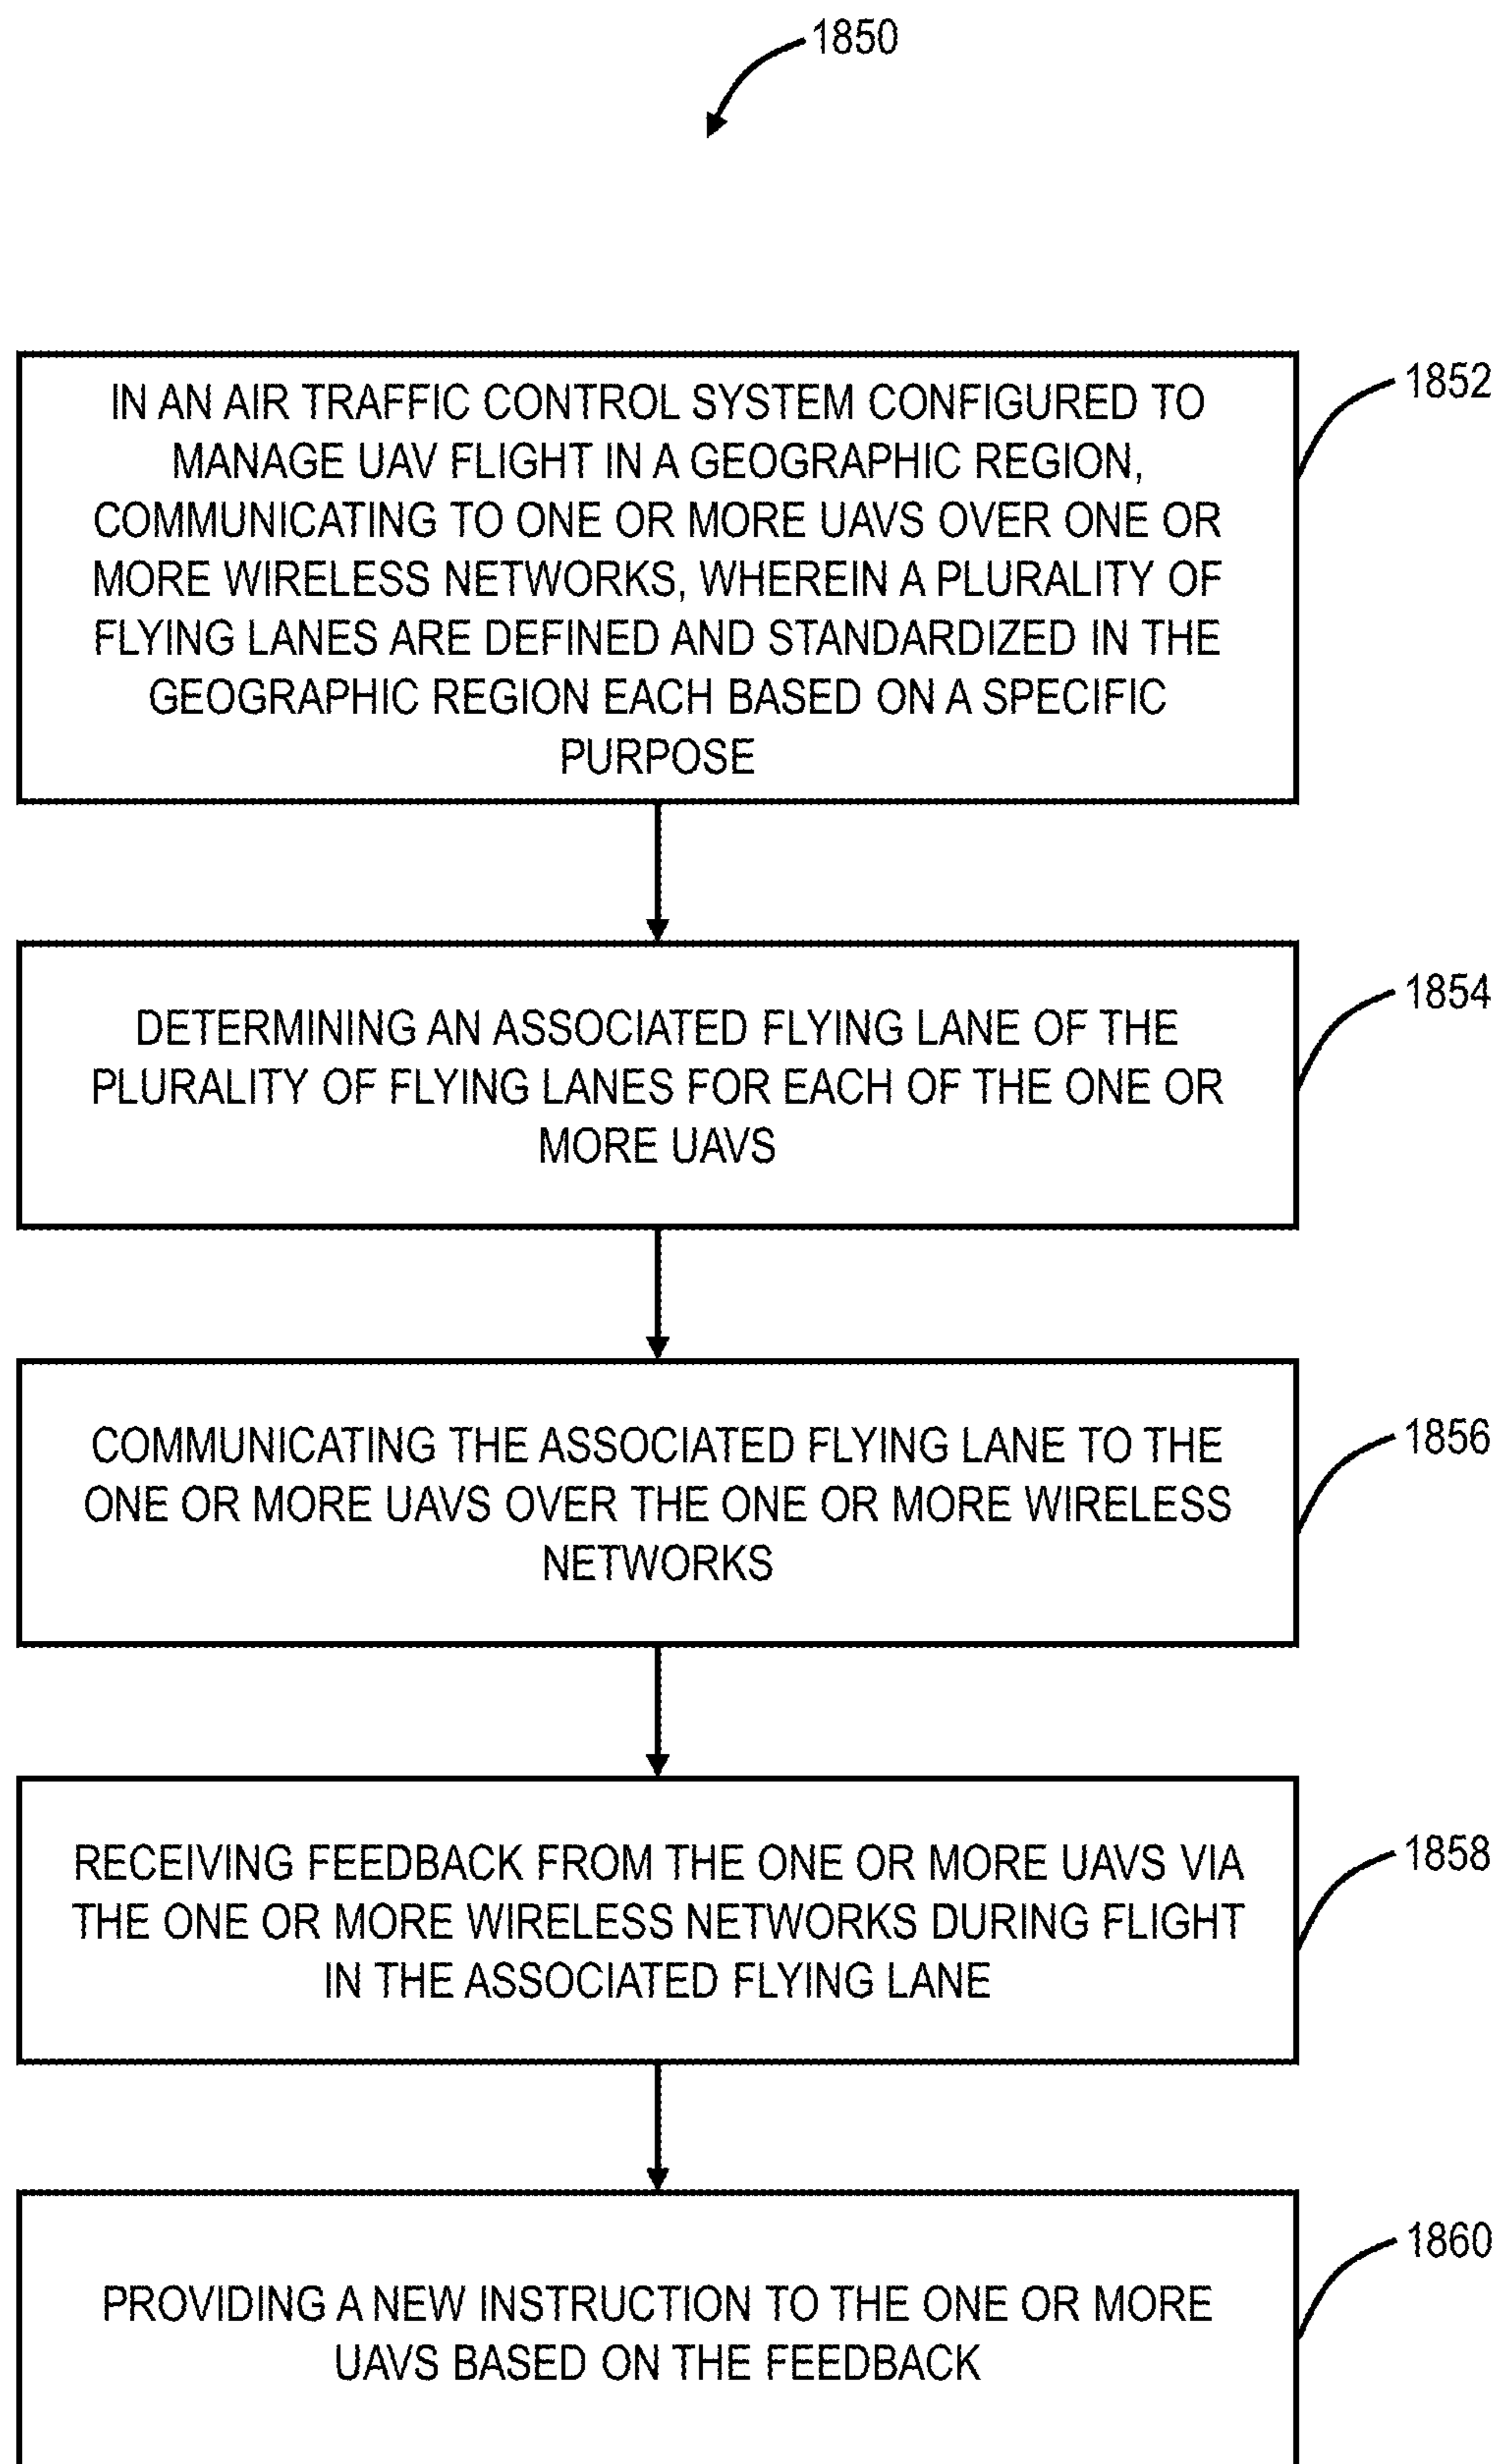 1850
IN AN AIR TRAFFIC CONTROL SYSTEM CONFIGURED TO
MANAGE UAV FLIGHT IN A GEOGRAPHIC REGION,
COMMUNICATING TO ONE OR MORE UAVS OVER ONE OR
MORE WIRELESS NETWORKS, WHEREIN A PLURALITY OF
FLYING LANES ARE DEFINED AND STANDARDIZED IN THE
GEOGRAPHIC REGION EACH BASED ON A SPECIFIC
PURPOSE
1852
DETERMINING AN ASSOCIATED FLYING LANE OF THE
PLURALITY OF FLYING LANES FOR EACH OF THE ONE OR
MORE UAVS
1854
COMMUNICATING THE ASSOCIATED FLYING LANE TO THE
ONE OR MORE UAVS OVER THE ONE OR MORE WIRELESS
NETWORKS
1856
RECEIVING FEEDBACK FROM THE ONE OR MORE UAVS VIA
THE ONE OR MORE WIRELESS NETWORKS DURING FLIGHT
IN THE ASSOCIATED FLYING LANE
1858
PROVIDING A NEW INSTRUCTION TO THE ONE OR MORE
UAVS BASED ON THE FEEDBACK
1860